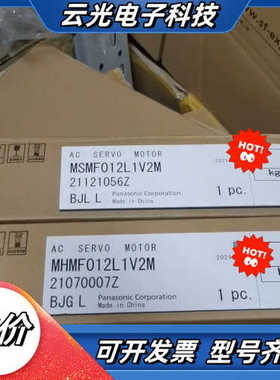 云光电子科技
AC SERVO MOTOR
MSMF012L1V2M
21121056Z
BJL L
Panasonic Corporation
Made in China
1 pc.
kg
HOT!
AC SERVO MOTOR
MHMF012L1V2M
21070007Z
BJG L
Panasonic Corporation
Made in China
1 pc.
HOT!
价
可开发票 型号齐